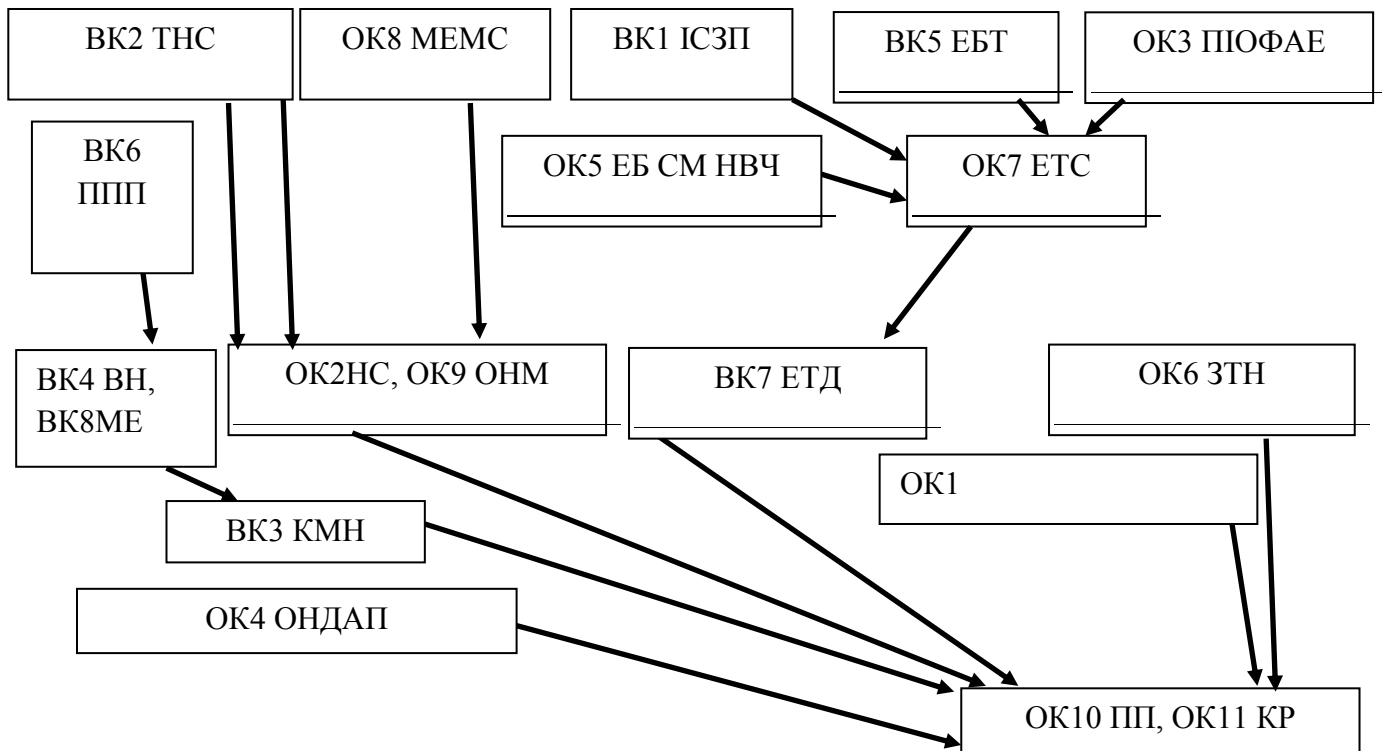 ВК2 ТНС
ОК8 МЕМС
ВК1 ІСЗП
ВК5 ЕБТ
ОК3 ПІОФАЕ
ВК6
ППП
ОК5 ЕБ СМ НВЧ
ОК7 ЕТС
ВК4 ВН,
ВК8МЕ
ОК2НС, ОК9 ОНМ
ВК7 ЕТД
ОК6 ЗТН
ОК1
ВК3 КМН
ОК4 ОНДАП
ОК10 ПП, ОК11 КР